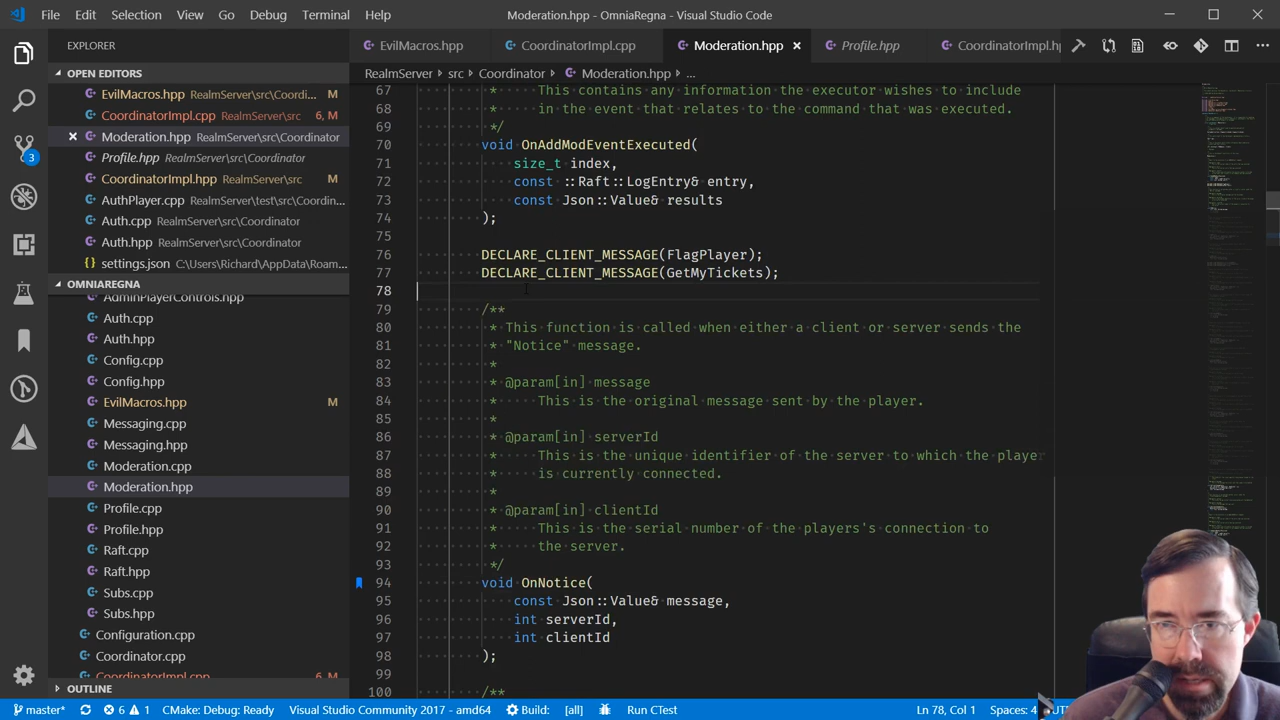 File Edit Selection View Go Debug Terminal Help
Moderation.hpp - OmniaRegna - Visual Studio Code
EXPLORER
OPEN EDITORS
EvilMacros.hpp RealmServer\src\Coordi... M
CoordinatorImpl.cpp RealmServer\src 6, M
Moderation.hpp RealmServer\src\Coordinator
Profile.hpp RealmServer\src\Coordinator
CoordinatorImpl.hpp RealmServer\src
AuthPlayer.cpp RealmServer\test\src\Coordin...
Auth.cpp RealmServer\src\Coordinator
Auth.hpp RealmServer\src\Coordinator
settings.json C:\Users\Richard\AppData\Roam...
3
OMNIAREGNA
AdminPlayerControls.hpp
Auth.cpp
Auth.hpp
Config.cpp
Config.hpp
EvilMacros.hpp M
Messaging.cpp
Messaging.hpp
Moderation.cpp
Moderation.hpp
Profile.cpp
Profile.hpp
Raft.cpp
Raft.hpp
Subs.cpp
Subs.hpp
Configuration.cpp
Coordinator.cpp
CoordinatorImpl.cpp 6, M
OUTLINE
EvilMacros.hpp CoordinatorImpl.cpp Moderation.hpp Profile.hpp CoordinatorImpl.hp
RealmServer › src › Coordinator › Moderation.hpp › ...
67 * This contains any information the executor wishes to include
68 * in the event that relates to the command that was executed.
69 */
70 void OnAddModEventExecuted(
71 size_t index,
72 const ::Raft::LogEntry& entry,
73 const Json::Value& results
74 );
75
76 DECLARE_CLIENT_MESSAGE(FlagPlayer);
77 DECLARE_CLIENT_MESSAGE(GetMyTickets);
78
79 /**
80 * This function is called when either a client or server sends the
81 * "Notice" message.
82 *
83 * @param[in] message
84 * This is the original message sent by the player.
85 *
86 * @param[in] serverId
87 * This is the unique identifier of the server to which the player
88 * is currently connected.
89 *
90 * @param[in] clientId
91 * This is the serial number of the players's connection to
92 * the server.
93 */
94 void OnNotice(
95 const Json::Value& message,
96 int serverId,
97 int clientId
98 );
99
100 /**
master* 6 1 CMake: Debug: Ready Visual Studio Community 2017 - amd64 Build: [all] Run CTest Ln 78, Col 1 Spaces: 4